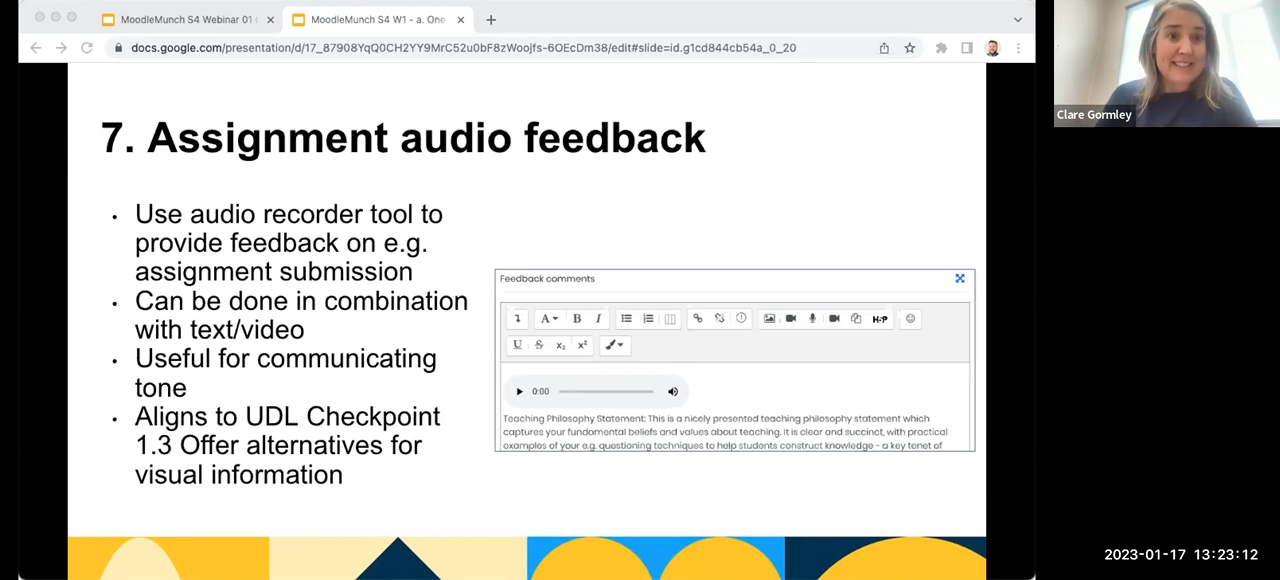 MoodleMunch S4 Webinar 01
MoodleMunch S4 W1 - a. One
docs.google.com/presentation/d/17_87908YqQ0CH2YY9MrC52u0bF8zWoojfs-6OEcDm38/edit#slide=id.g1cd844cb54a_0_20
Clare Gormley
7. Assignment audio feedback
• Use audio recorder tool to
provide feedback on e.g.
assignment submission
• Can be done in combination
with text/video
• Useful for communicating
tone
• Aligns to UDL Checkpoint
1.3 Offer alternatives for
visual information
Feedback comments
A B I H-P
U S x₂ x²
0:00
Teaching Philosophy Statement: This is a nicely presented teaching philosophy statement which
captures your fundamental beliefs and values about teaching. It is clear and succinct, with practical
examples of your e.g. questioning techniques to help students construct knowledge - a key tenet of
2023-01-17 13:23:12